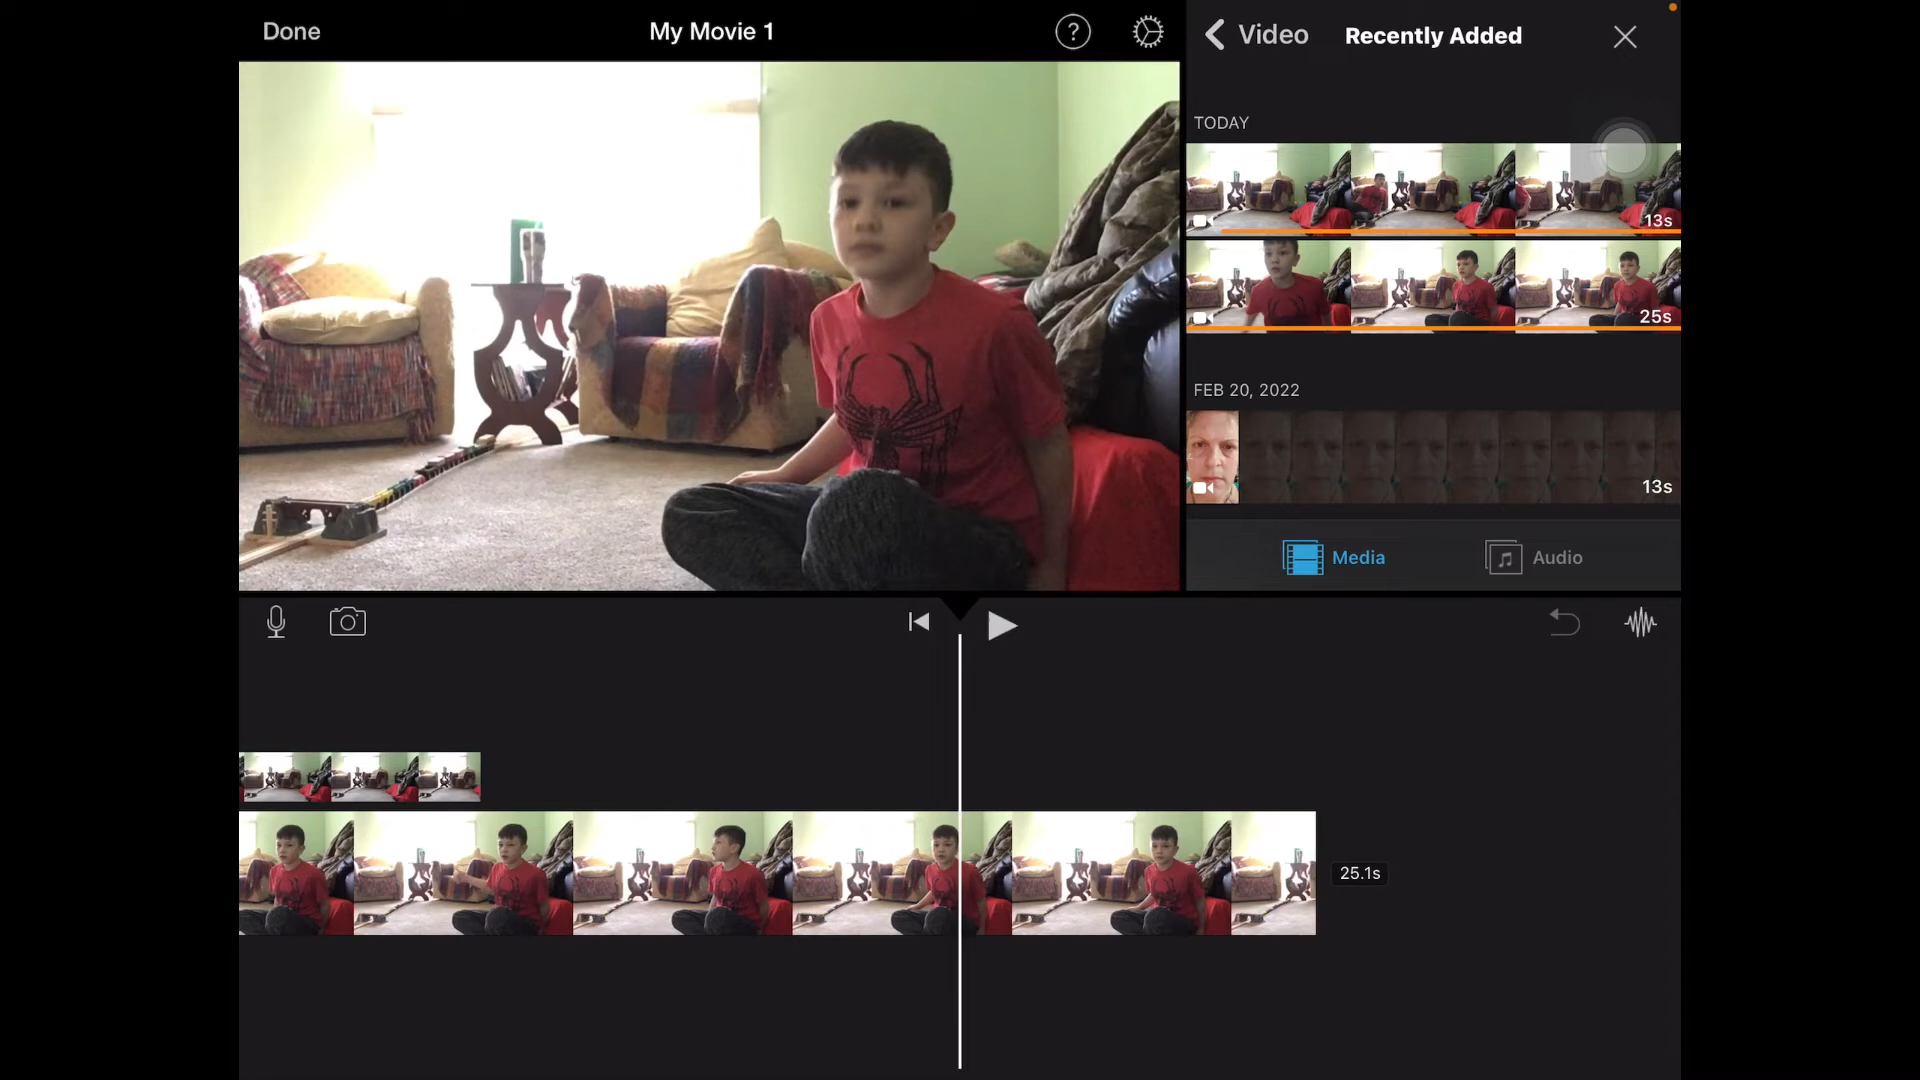 Done
My Movie 1
?
Video
Recently Added
TODAY
13s
25s
FEB 20, 2022
13s
Media
Audio
25.1s